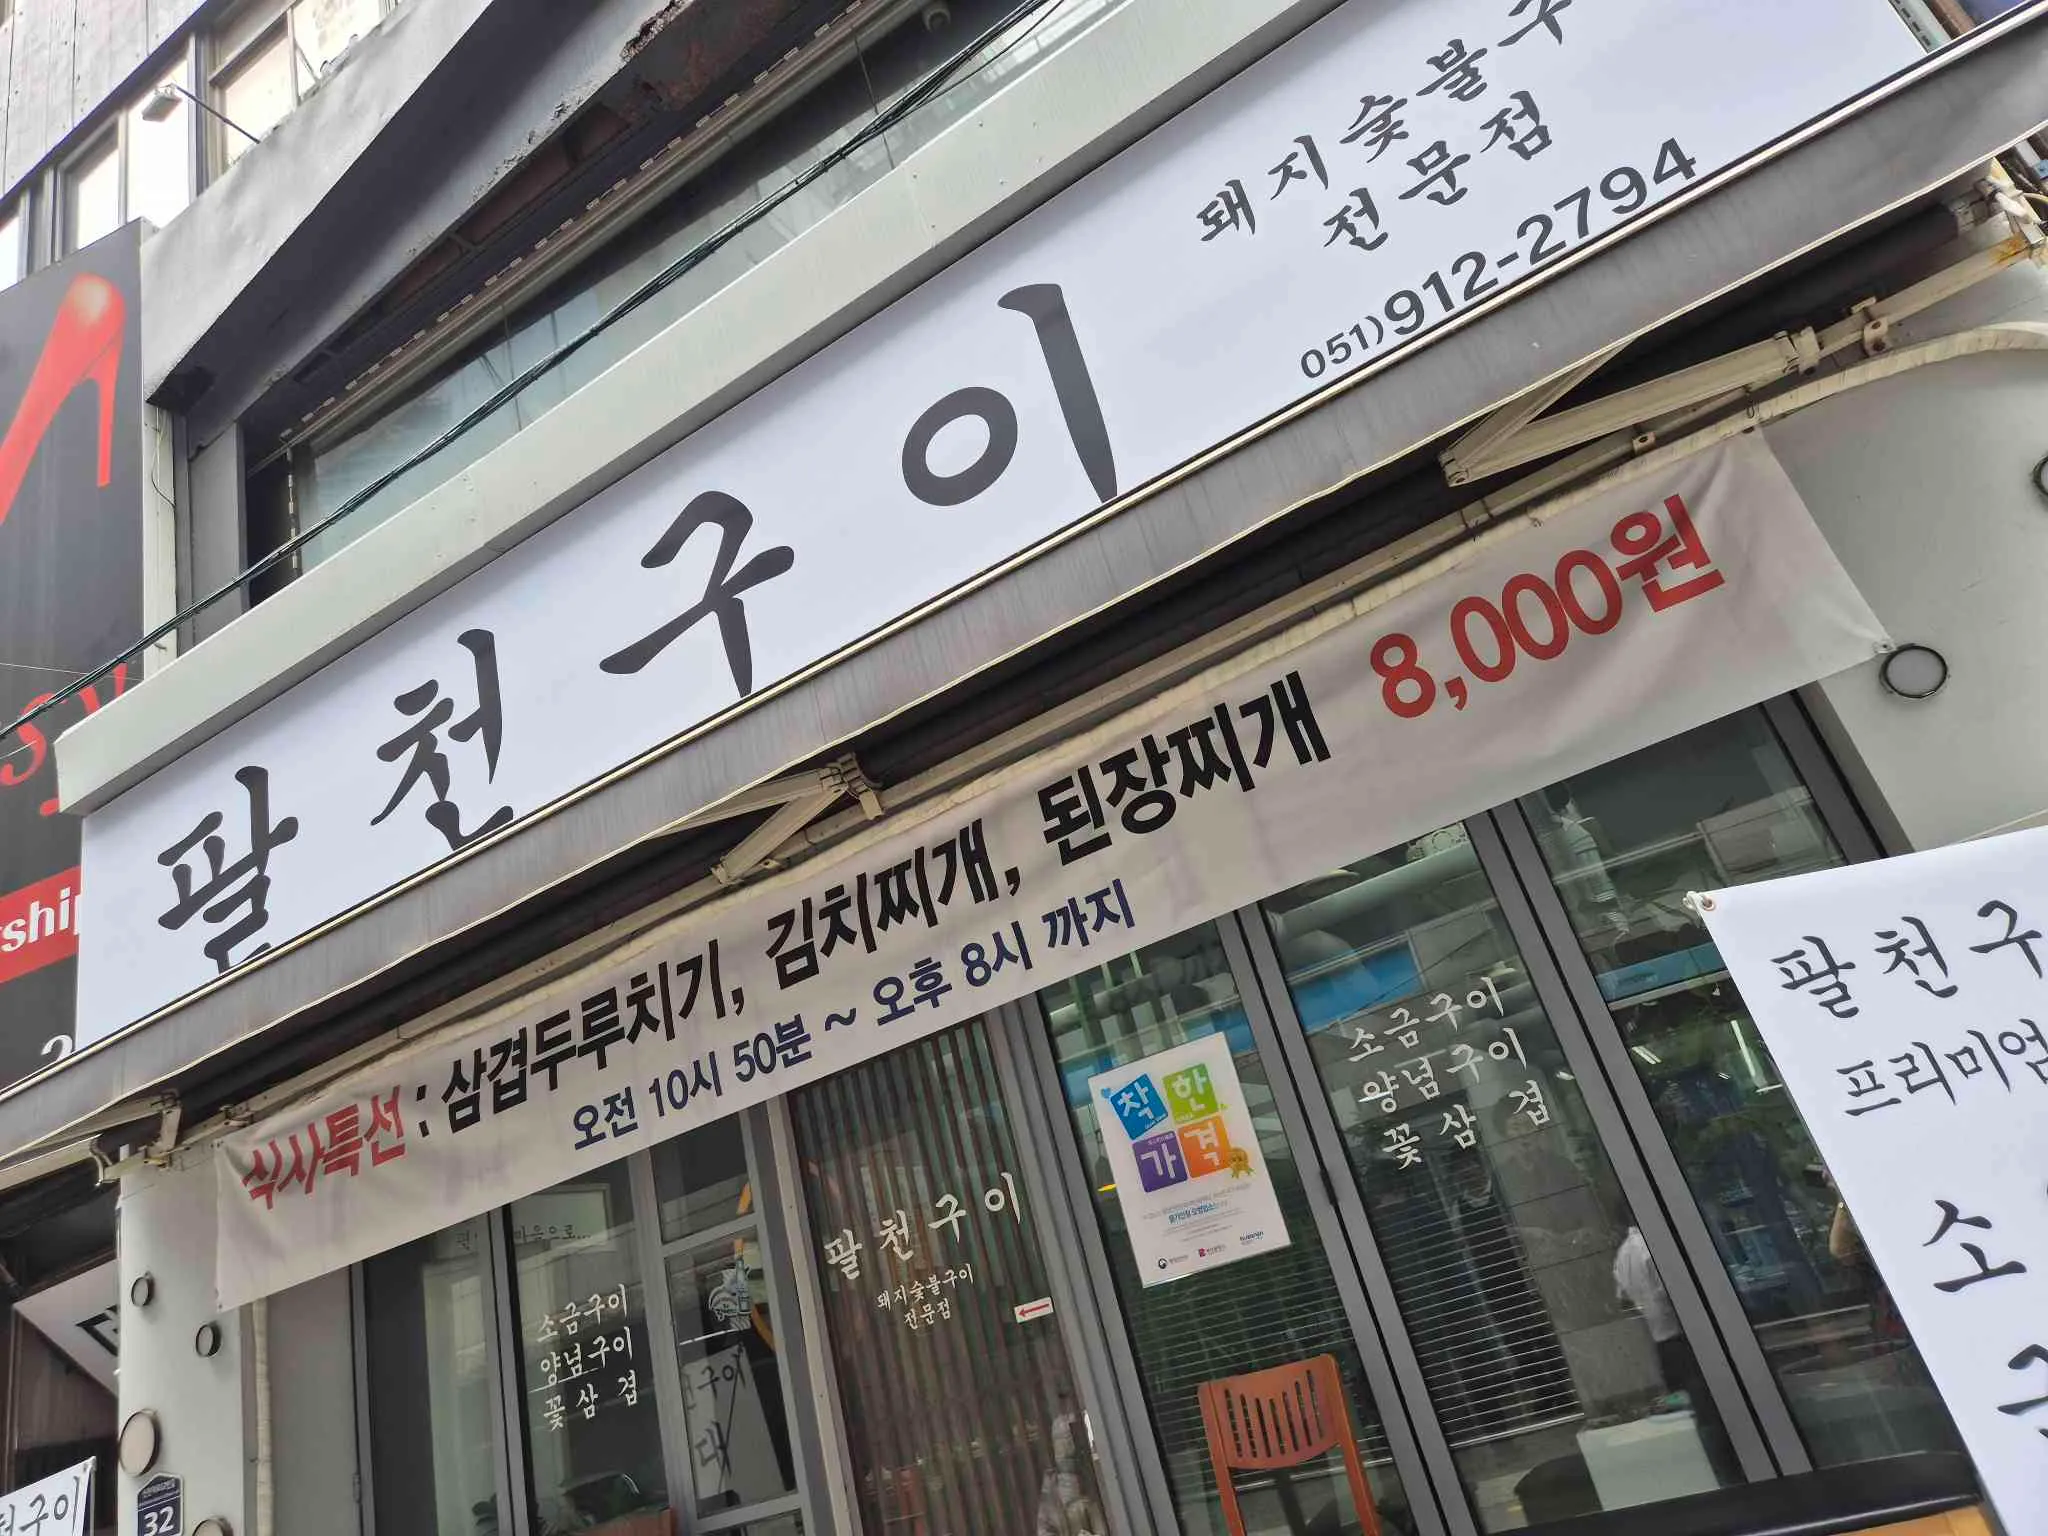 돼지숯불구
전문점
051)912-2794
팔천구이
식사특선 : 삼겹두루치기, 김치찌개, 된장찌개 8,000원
오전 10시 50분 ~ 오후 8시 까지
팔천구이
돼지숯불구이
전문점
착한
가격
소금구이
양념구이
꽃삼겹
소금구이
양념구이
꽃삼겹
팔천구
프리미엄
소
구이
대
32